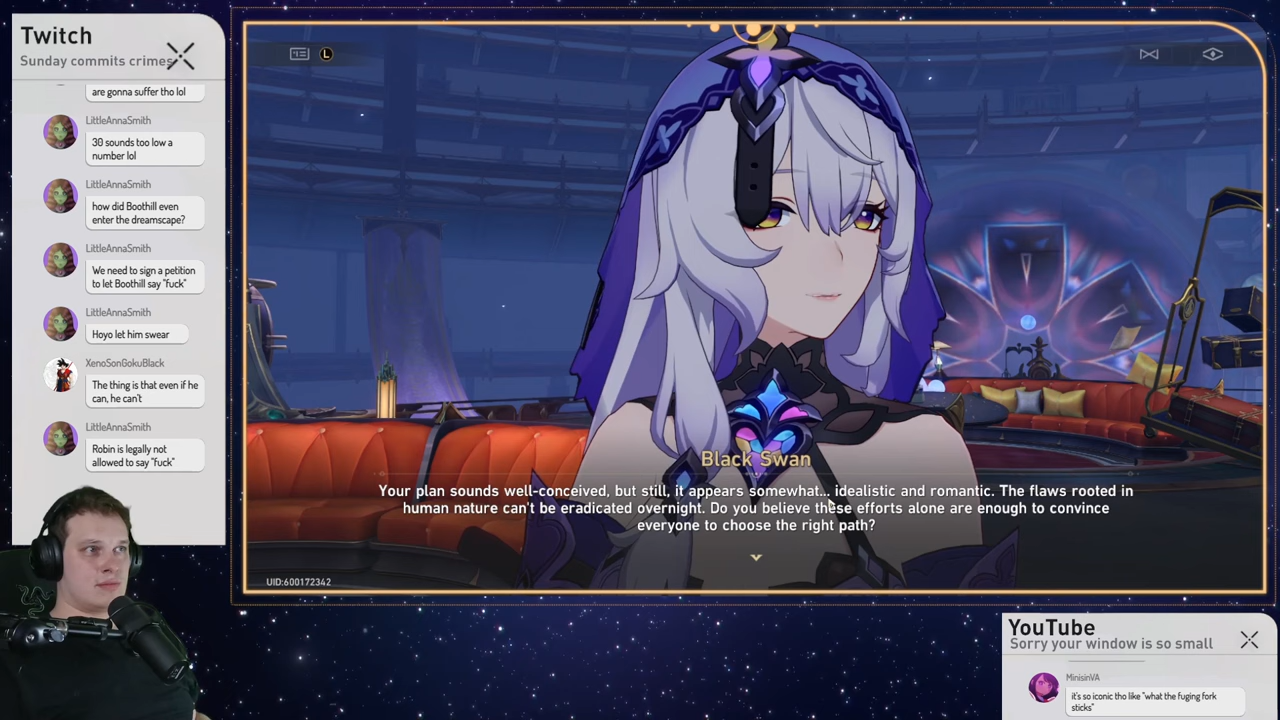 Twitch
Sunday commits crimes
are gonna suffer tho lol
LittleAnnaSmith
30 sounds too low a
number lol
LittleAnnaSmith
how did Boothill even
enter the dreamscape?
LittleAnnaSmith
We need to sign a petition
to let Boothill say "fuck"
LittleAnnaSmith
Hoyo let him swear
XenoSonGokuBlack
The thing is that even if he
can, he can't
LittleAnnaSmith
Robin is legally not
allowed to say "fuck"
L
Black Swan
Your plan sounds well-conceived, but still, it appears somewhat... idealistic and romantic. The flaws rooted in
human nature can't be eradicated overnight. Do you believe these efforts alone are enough to convince
everyone to choose the right path?
UID:600172342
YouTube
Sorry your window is so small
MinisinVA
it's so iconic tho like "what the fuging fork
sticks"